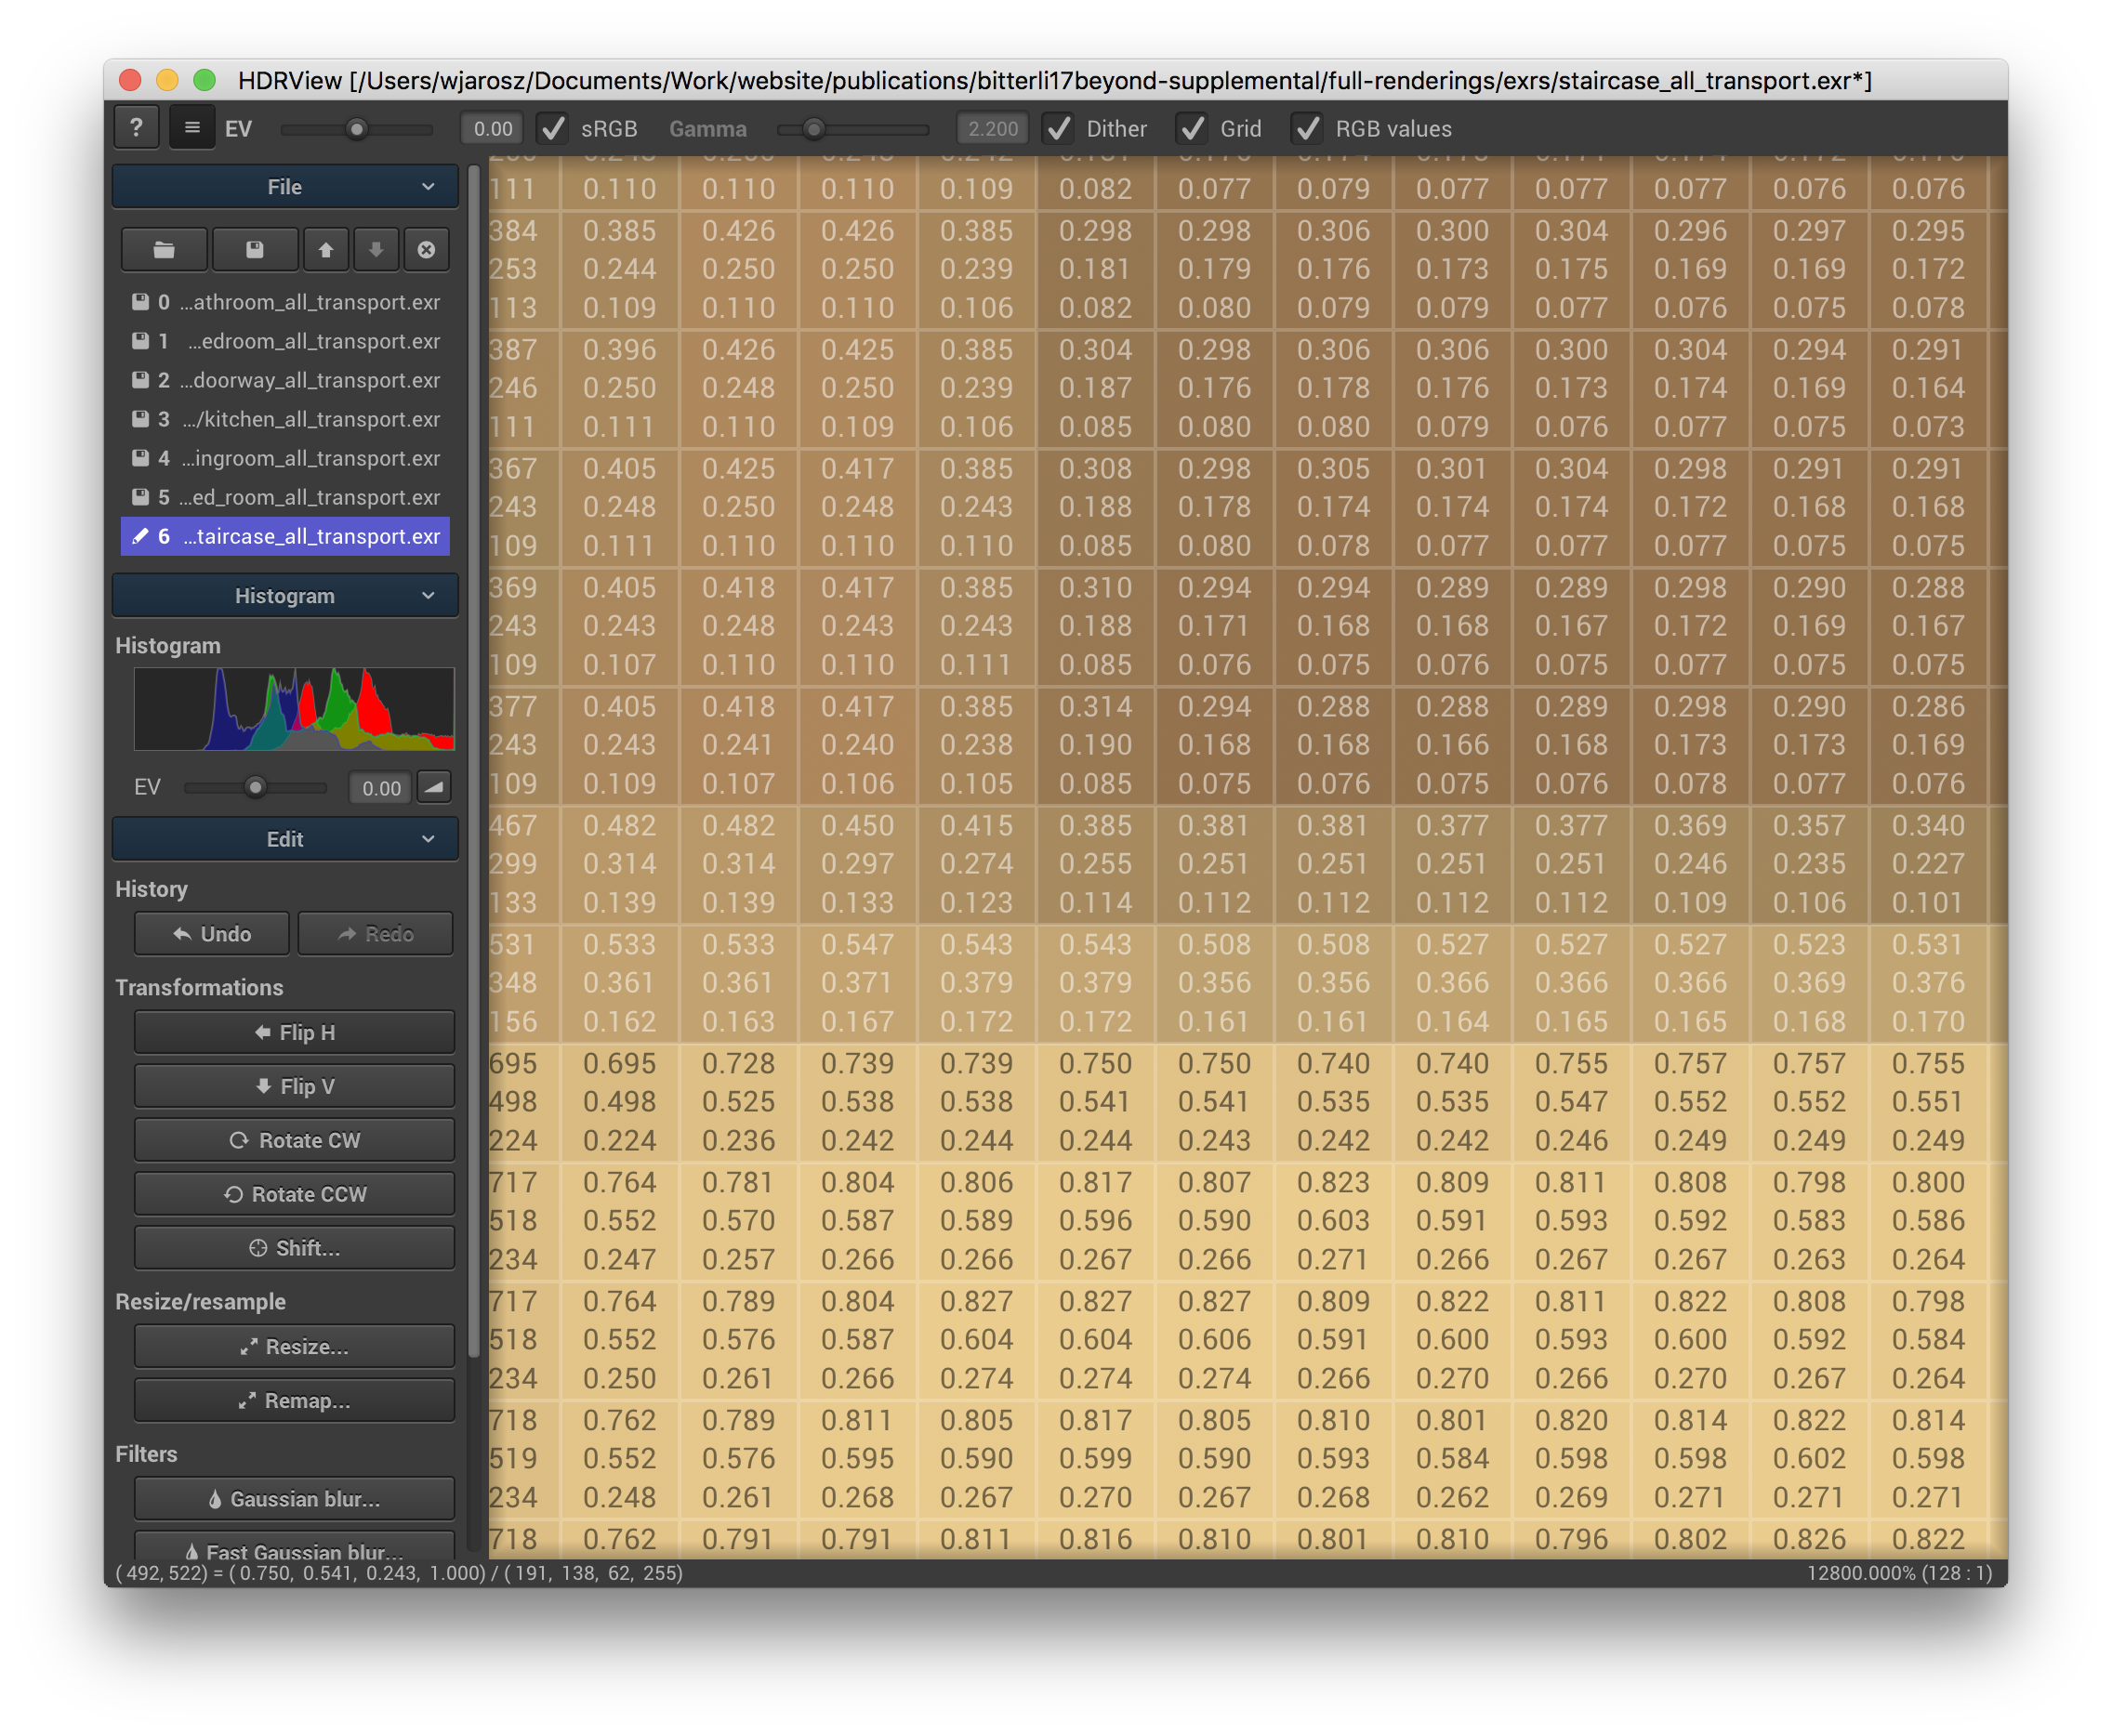 HDRView [/Users/wjarosz/Documents/Work/website/publications/bitterli17beyond-supplemental/full-renderings/exrs/staircase_all_transport.exr*]
? EV 0.00 sRGB Gamma 2.200 Dither Grid RGB values
File
0 ...athroom_all_transport.exr
1 ...edroom_all_transport.exr
2 ...doorway_all_transport.exr
3 .../kitchen_all_transport.exr
4 ...ingroom_all_transport.exr
5 ...ed_room_all_transport.exr
6 ...taircase_all_transport.exr
Histogram
Histogram
EV 0.00
Edit
History
Undo Redo
Transformations
Flip H
Flip V
Rotate CW
Rotate CCW
Shift...
Resize/resample
Resize...
Remap...
Filters
Gaussian blur...
Fast Gaussian blur...
111 0.110 0.110 0.110 0.109 0.082 0.077 0.079 0.077 0.077 0.077 0.076 0.076
384 0.385 0.426 0.426 0.385 0.298 0.298 0.306 0.300 0.304 0.296 0.297 0.295
253 0.244 0.250 0.250 0.239 0.181 0.179 0.176 0.173 0.175 0.169 0.169 0.172
113 0.109 0.110 0.110 0.106 0.082 0.080 0.079 0.079 0.077 0.076 0.075 0.078
387 0.396 0.426 0.425 0.385 0.304 0.298 0.306 0.306 0.300 0.304 0.294 0.291
246 0.250 0.248 0.250 0.239 0.187 0.176 0.178 0.176 0.173 0.174 0.169 0.164
111 0.111 0.110 0.109 0.106 0.085 0.080 0.080 0.079 0.076 0.077 0.075 0.073
367 0.405 0.425 0.417 0.385 0.308 0.298 0.305 0.301 0.304 0.298 0.291 0.291
243 0.248 0.250 0.248 0.243 0.188 0.178 0.174 0.174 0.174 0.172 0.168 0.168
109 0.111 0.110 0.110 0.110 0.085 0.080 0.078 0.077 0.077 0.077 0.075 0.075
369 0.405 0.418 0.417 0.385 0.310 0.294 0.294 0.289 0.289 0.298 0.290 0.288
243 0.243 0.248 0.243 0.243 0.188 0.171 0.168 0.168 0.167 0.172 0.169 0.167
109 0.107 0.110 0.110 0.111 0.085 0.076 0.075 0.076 0.075 0.077 0.075 0.075
377 0.405 0.418 0.417 0.385 0.314 0.294 0.288 0.288 0.289 0.298 0.290 0.286
243 0.243 0.241 0.240 0.238 0.190 0.168 0.168 0.166 0.168 0.173 0.173 0.169
109 0.109 0.107 0.106 0.105 0.085 0.075 0.076 0.075 0.076 0.078 0.077 0.076
467 0.482 0.482 0.450 0.415 0.385 0.381 0.381 0.377 0.377 0.369 0.357 0.340
299 0.314 0.314 0.297 0.274 0.255 0.251 0.251 0.251 0.251 0.246 0.235 0.227
133 0.139 0.139 0.133 0.123 0.114 0.112 0.112 0.112 0.112 0.109 0.106 0.101
531 0.533 0.533 0.547 0.543 0.543 0.508 0.508 0.527 0.527 0.527 0.523 0.531
348 0.361 0.361 0.371 0.379 0.379 0.356 0.356 0.366 0.366 0.366 0.369 0.376
156 0.162 0.163 0.167 0.172 0.172 0.161 0.161 0.164 0.165 0.165 0.168 0.170
695 0.695 0.728 0.739 0.739 0.750 0.750 0.740 0.740 0.755 0.757 0.757 0.755
498 0.498 0.525 0.538 0.538 0.541 0.541 0.535 0.535 0.547 0.552 0.552 0.551
224 0.224 0.236 0.242 0.244 0.244 0.243 0.242 0.242 0.246 0.249 0.249 0.249
717 0.764 0.781 0.804 0.806 0.817 0.807 0.823 0.809 0.811 0.808 0.798 0.800
518 0.552 0.570 0.587 0.589 0.596 0.590 0.603 0.591 0.593 0.592 0.583 0.586
234 0.247 0.257 0.266 0.266 0.267 0.266 0.271 0.266 0.267 0.267 0.263 0.264
717 0.764 0.789 0.804 0.827 0.827 0.827 0.809 0.822 0.811 0.822 0.808 0.798
518 0.552 0.576 0.587 0.604 0.604 0.606 0.591 0.600 0.593 0.600 0.592 0.584
234 0.250 0.261 0.266 0.274 0.274 0.274 0.266 0.270 0.266 0.270 0.267 0.264
718 0.762 0.789 0.811 0.805 0.817 0.805 0.810 0.801 0.820 0.814 0.822 0.814
519 0.552 0.576 0.595 0.590 0.599 0.590 0.593 0.584 0.598 0.598 0.602 0.598
234 0.248 0.261 0.268 0.267 0.270 0.267 0.268 0.262 0.269 0.271 0.271 0.271
718 0.762 0.791 0.791 0.811 0.816 0.810 0.801 0.810 0.796 0.802 0.826 0.822
(492,522) = (0.750, 0.541, 0.243, 1.000) / (191, 138, 62, 255)
12800.000% (128 : 1)